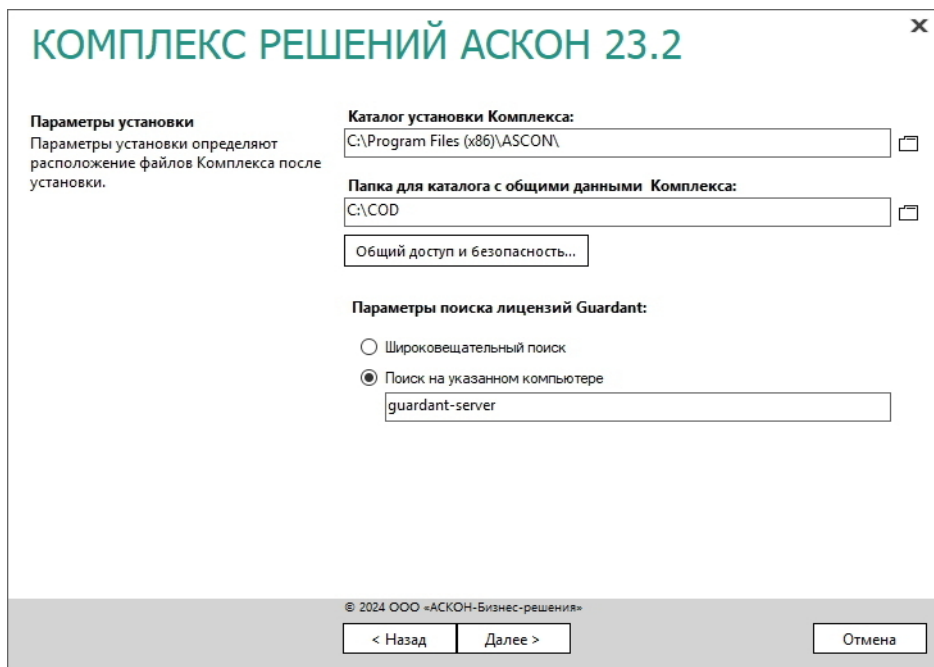 КОМПЛЕКС РЕШЕНИЙ АСКОН 23.2
Параметры установки
Параметры установки определяют
расположение файлов Комплекса после
установки.
Каталог установки Комплекса:
C:\Program Files (x86)\ASCON\
Папка для каталога с общими данными Комплекса:
C:\COD
Общий доступ и безопасность...
Параметры поиска лицензий Guardant:
Широковещательный поиск
Поиск на указанном компьютере
guardant-server
© 2024 ООО «АСКОН-Бизнес-решения»
< Назад
Далее >
Отмена